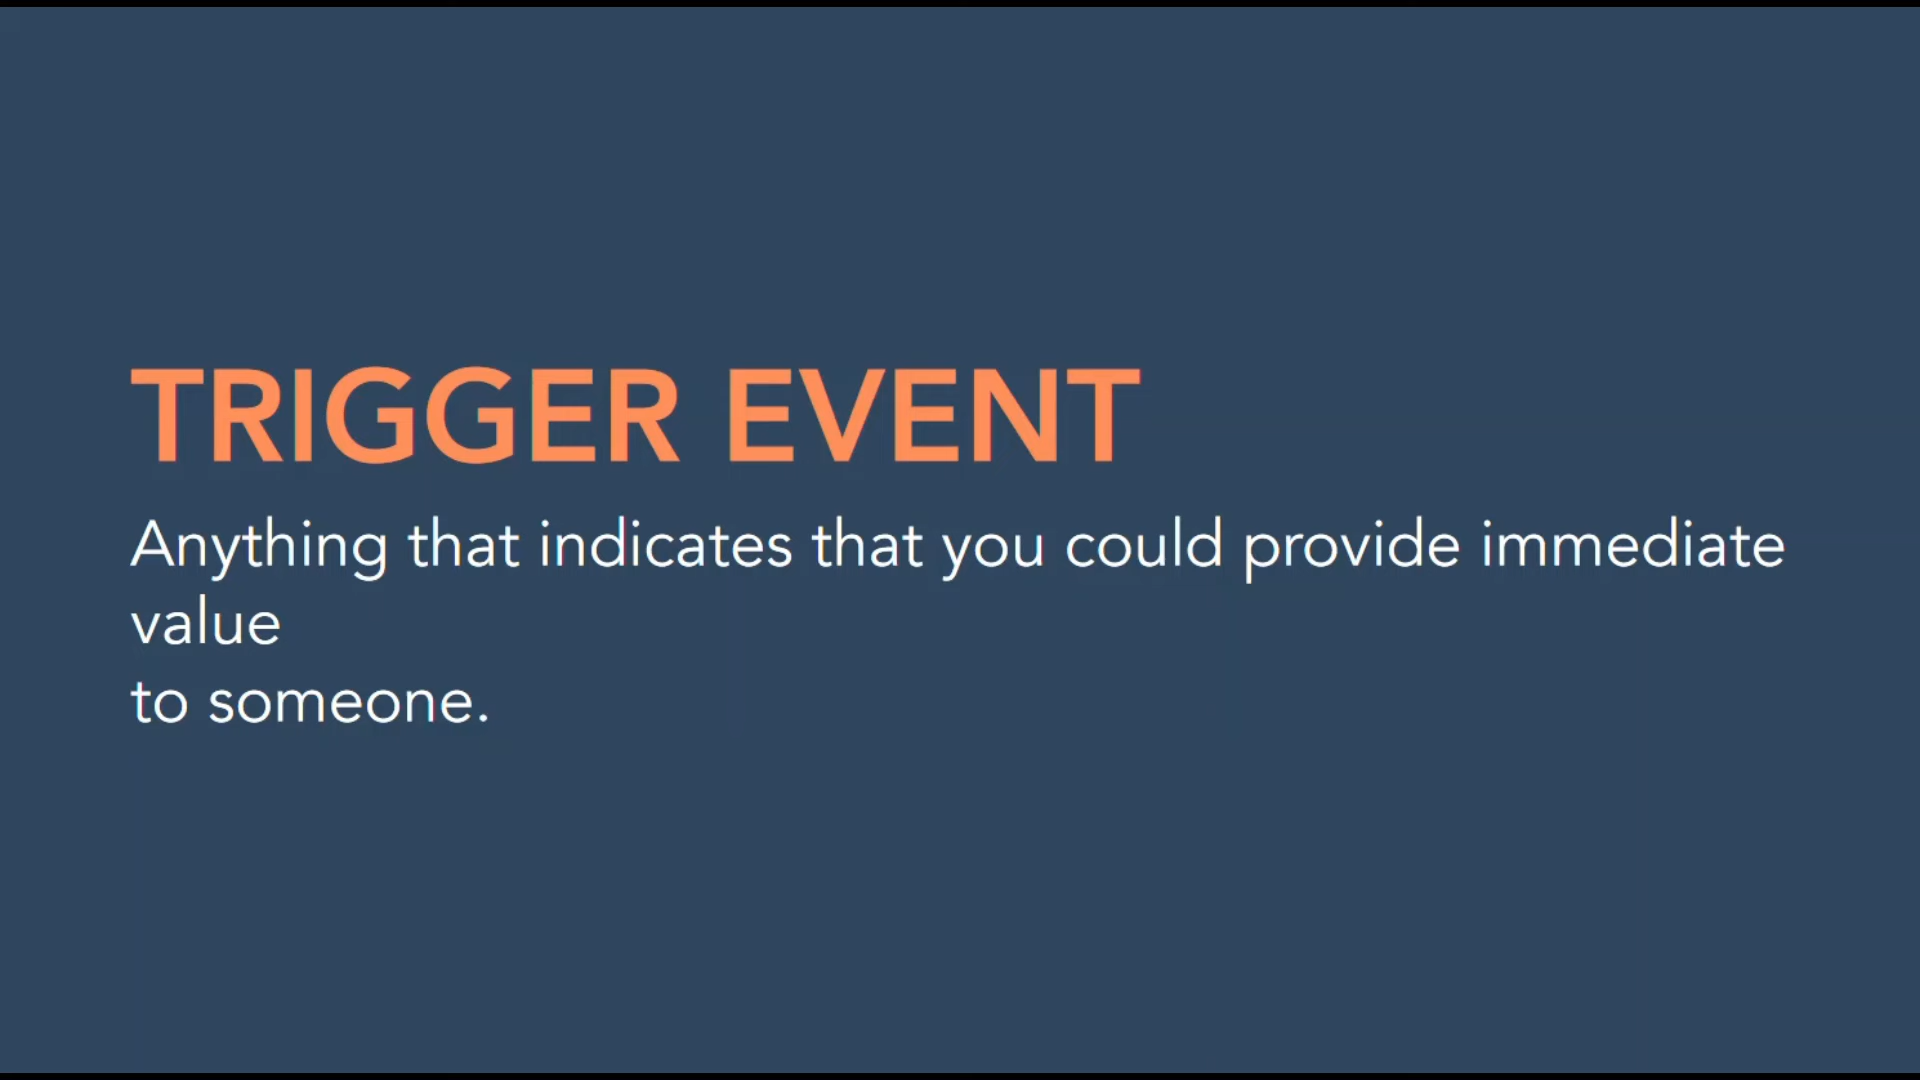 TRIGGER EVENT
Anything that indicates that you could provide immediate
value
to someone.